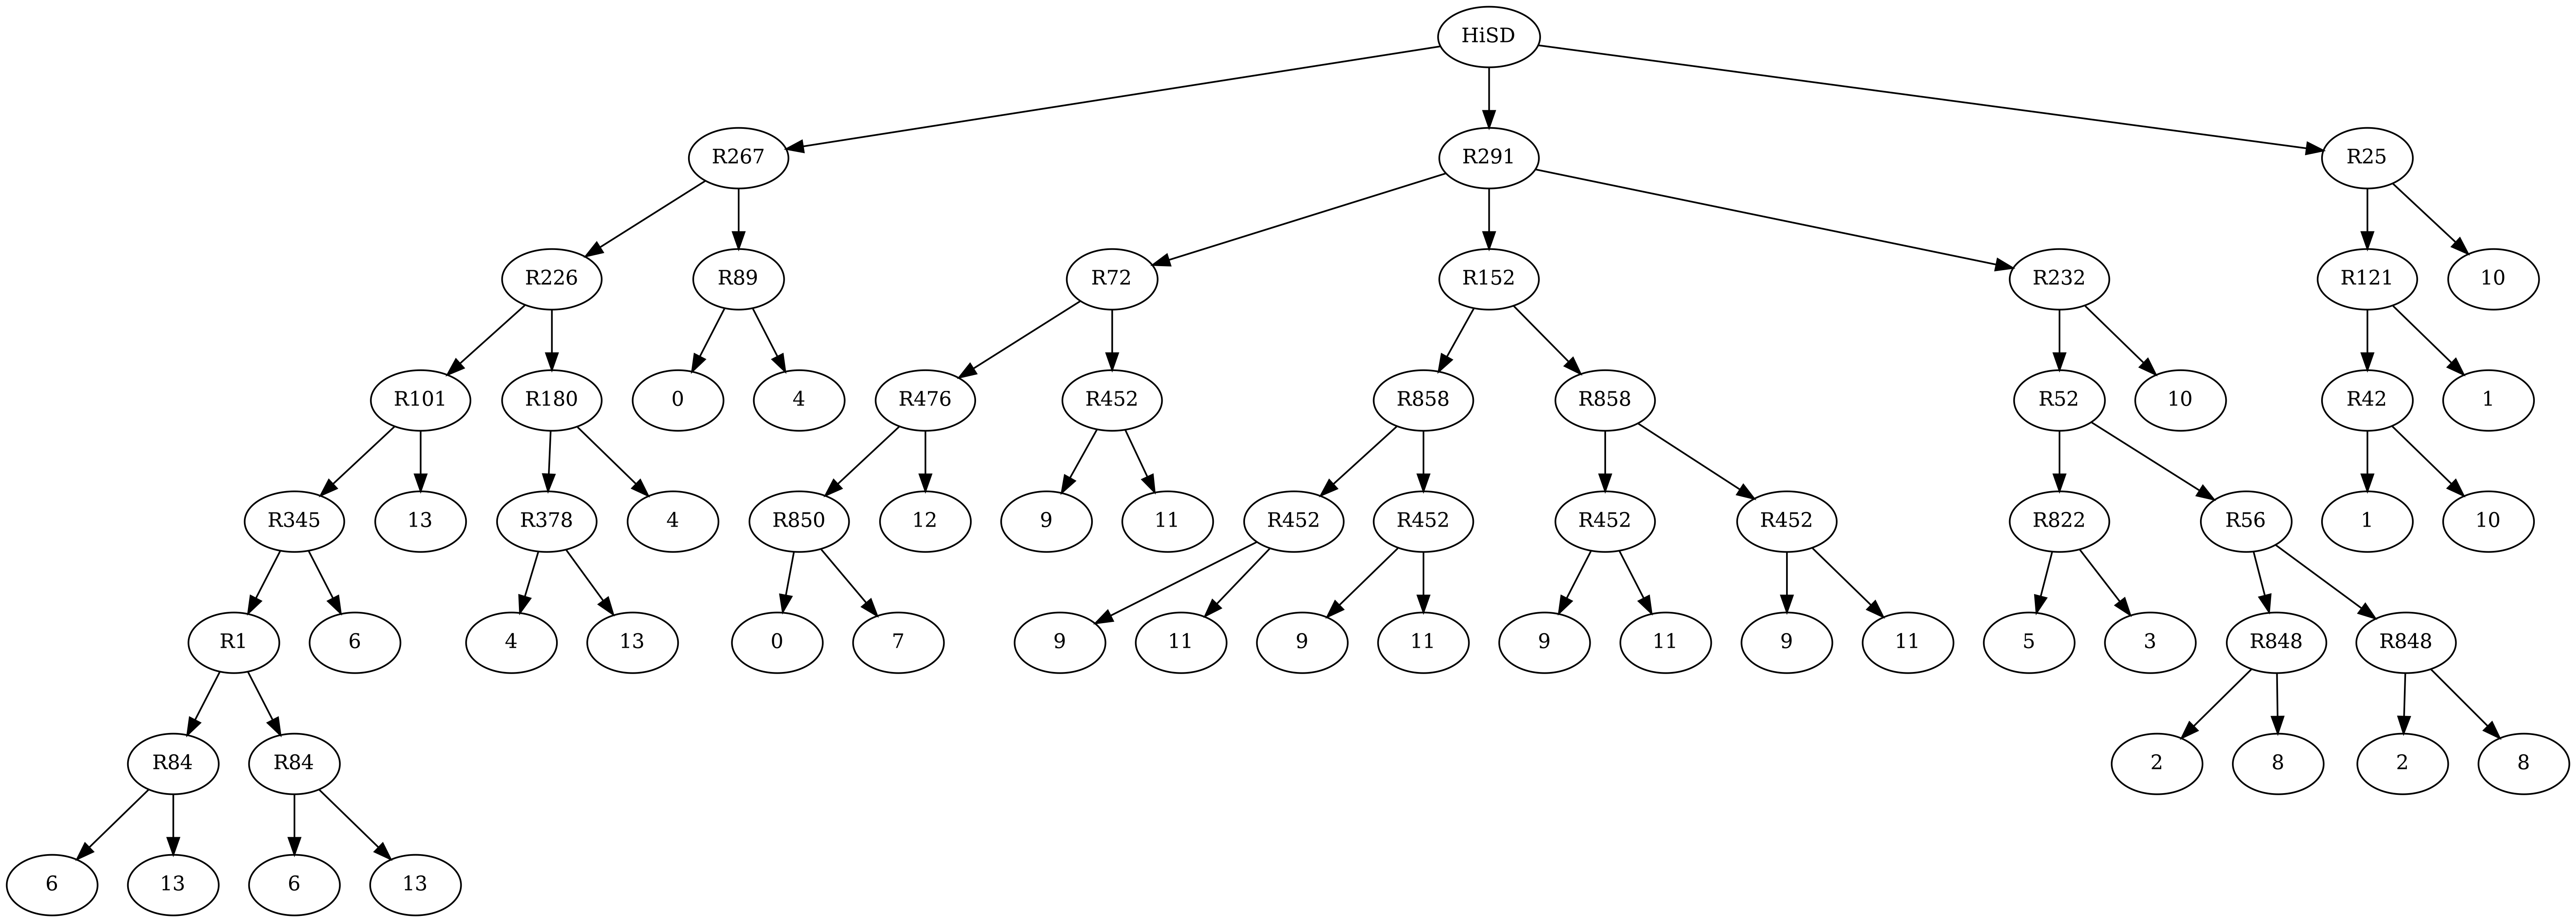 HiSD
R267 R291 R25
R226 R89 R72 R152 R232 R121 10
R101 R180 0 4 R476 R452 R858 R858 R52 10 R42 1
R345 13 R378 4 R850 12 9 11 R452 R452 R452 R452 R822 R56 1 10
R1 6 4 13 0 7 9 11 9 11 9 11 9 11 5 3 R848 R848
R84 R84 2 8 2 8
6 13 6 13